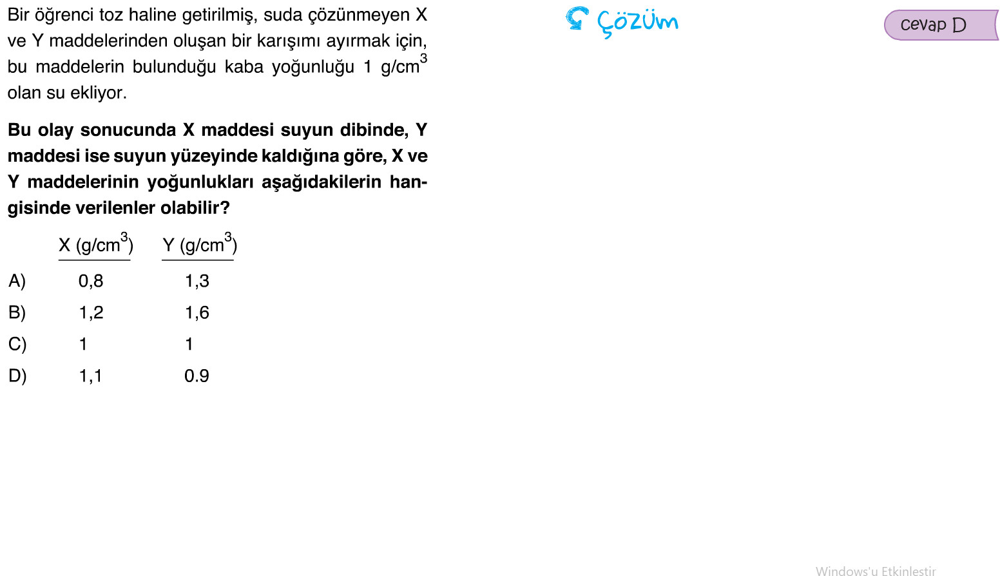 Bir öğrenci toz haline getirilmiş, suda çözünmeyen X
ve Y maddelerinden oluşan bir karışımı ayırmak için,
bu maddelerin bulunduğu kaba yoğunluğu 1 g/cm³
olan su ekliyor.
Bu olay sonucunda X maddesi suyun dibinde, Y
maddesi ise suyun yüzeyinde kaldığına göre, X ve
Y maddelerinin yoğunlukları aşağıdakilerin han-
gisinde verilenler olabilir?
X (g/cm³) Y (g/cm³)
A) 0,8 1,3
B) 1,2 1,6
C) 1 1
D) 1,1 0.9
Çözüm
cevap D
Windows'u Etkinleştir